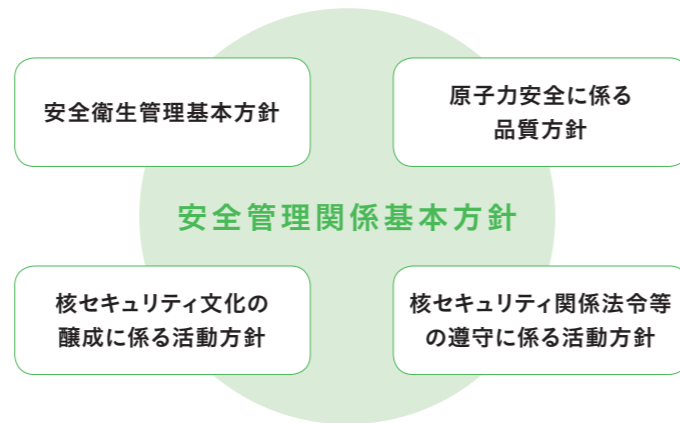 安全衛生管理基本方針
原子力安全に係る
品質方針
安全管理関係基本方針
核セキュリティ文化の
醸成に係る活動方針
核セキュリティ関係法令等
の遵守に係る活動方針